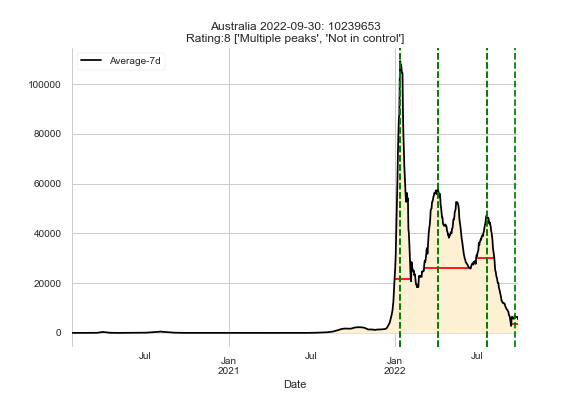 Australia 2022-09-30: 10239653
Rating:8 ['Multiple peaks', 'Not in control']
Average-7d
100000
80000
60000
40000
20000
0
Jul
Jan
2021
Jul
Jan
2022
Jul
Date